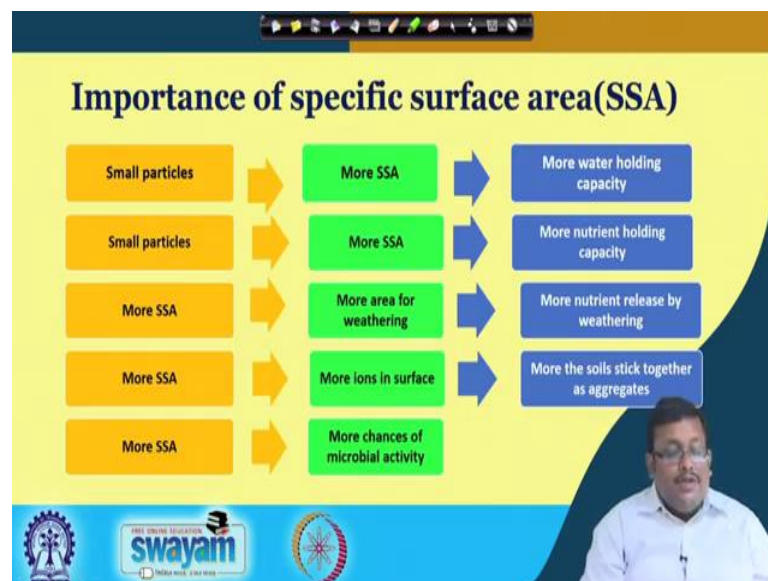 Importance of specific surface area(SSA)
Small particles
More SSA
More water holding
capacity
Small particles
More SSA
More nutrient holding
capacity
More SSA
More area for
weathering
More nutrient release by
weathering
More SSA
More ions in surface
More the soils stick together
as aggregates
More SSA
More chances of
microbial activity
FREE ONLINE EDUCATION
swayam